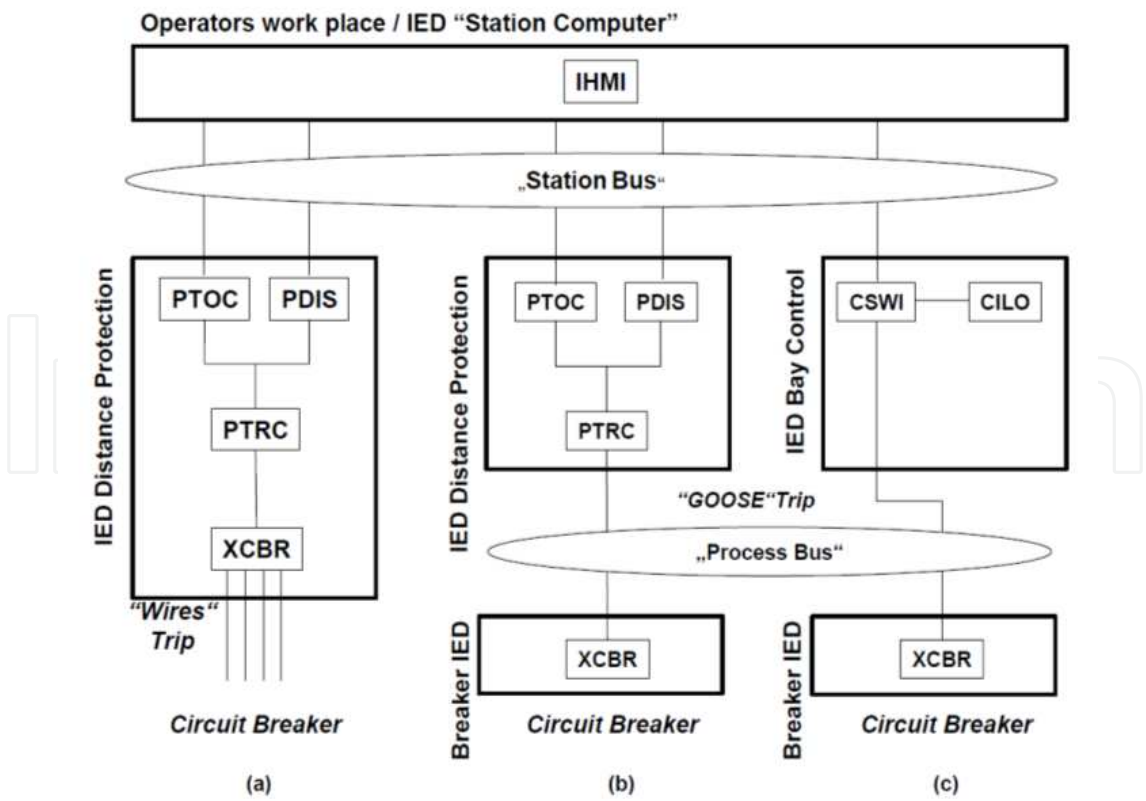 Operators work place / IED “Station Computer”
IHMI
„Station Bus“
IED Distance Protection
PTOC
PDIS
PTRC
XCBR
“Wires“
Trip
Circuit Breaker
(a)
IED Distance Protection
PTOC
PDIS
PTRC
“GOOSE“Trip
„Process Bus“
Breaker IED
XCBR
Circuit Breaker
(b)
IED Bay Control
CSWI
CILO
Breaker IED
XCBR
Circuit Breaker
(c)